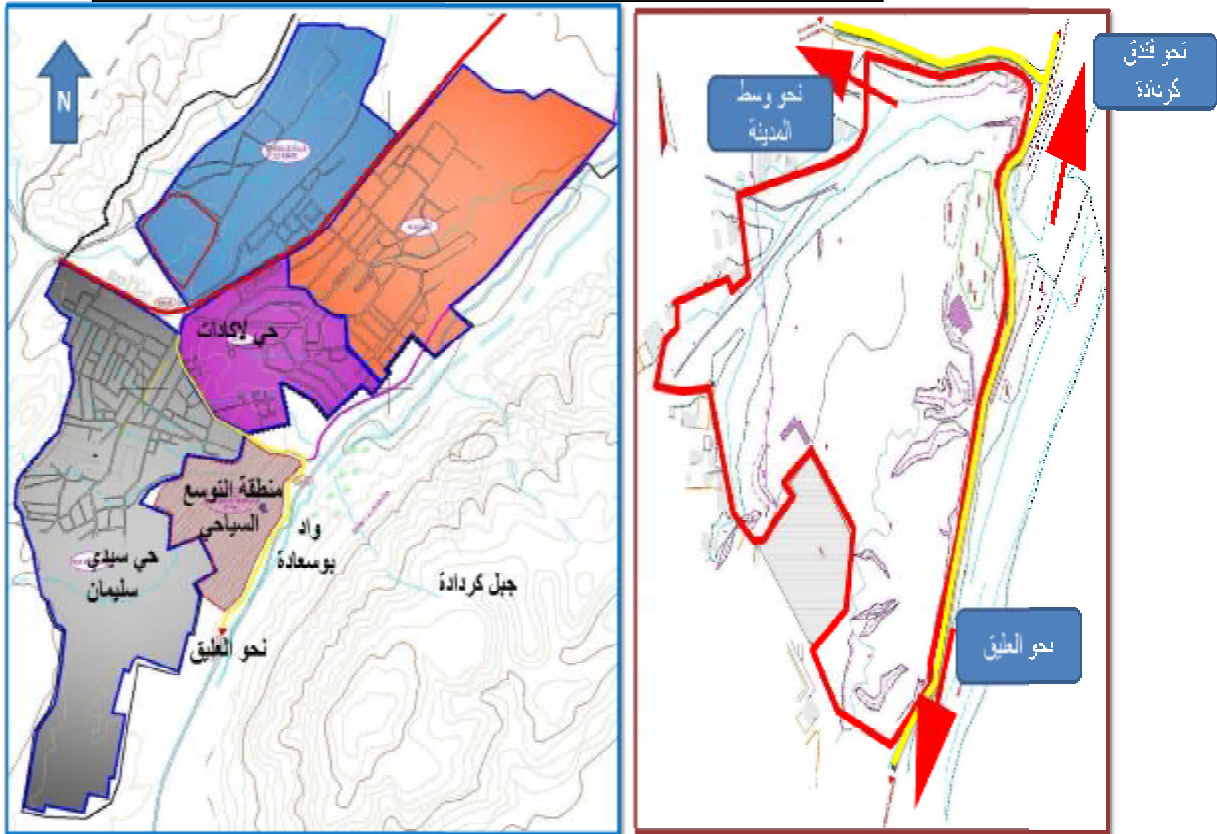 N
حي لاكادات
منطقة التوسع
السياحي
واد
بوسعادة
حي سيدي
سليمان
جبل كردادة
نحو العليق
نحو فندق
كردادة
نحو وسط
المدينة
نحو العليق